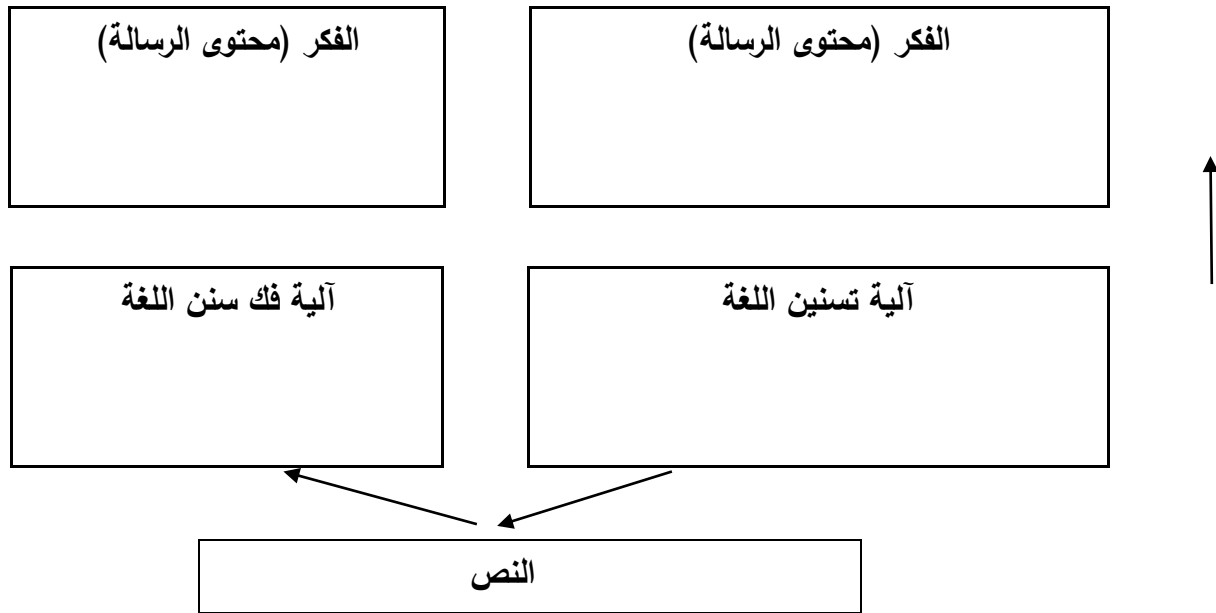 الفكر (محتوى الرسالة)
الفكر (محتوى الرسالة)
آلية تسنين اللغة
آلية فك سنن اللغة
النص